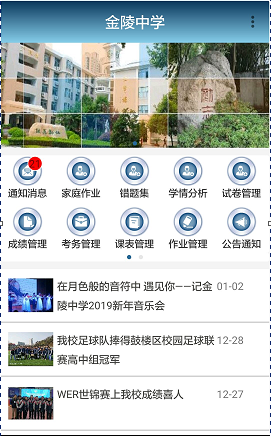 金陵中学
21
通知消息 家庭作业 错题集 学情分析 试卷管理
成绩管理 考务管理 课表管理 作业管理 公告通知
在月色般的音符中 遇见你——记金 01-02
陵中学2019新年音乐会
我校足球队捧得鼓楼区校园足球联 12-28
赛高中组冠军
WER世锦赛上我校成绩喜人 12-27